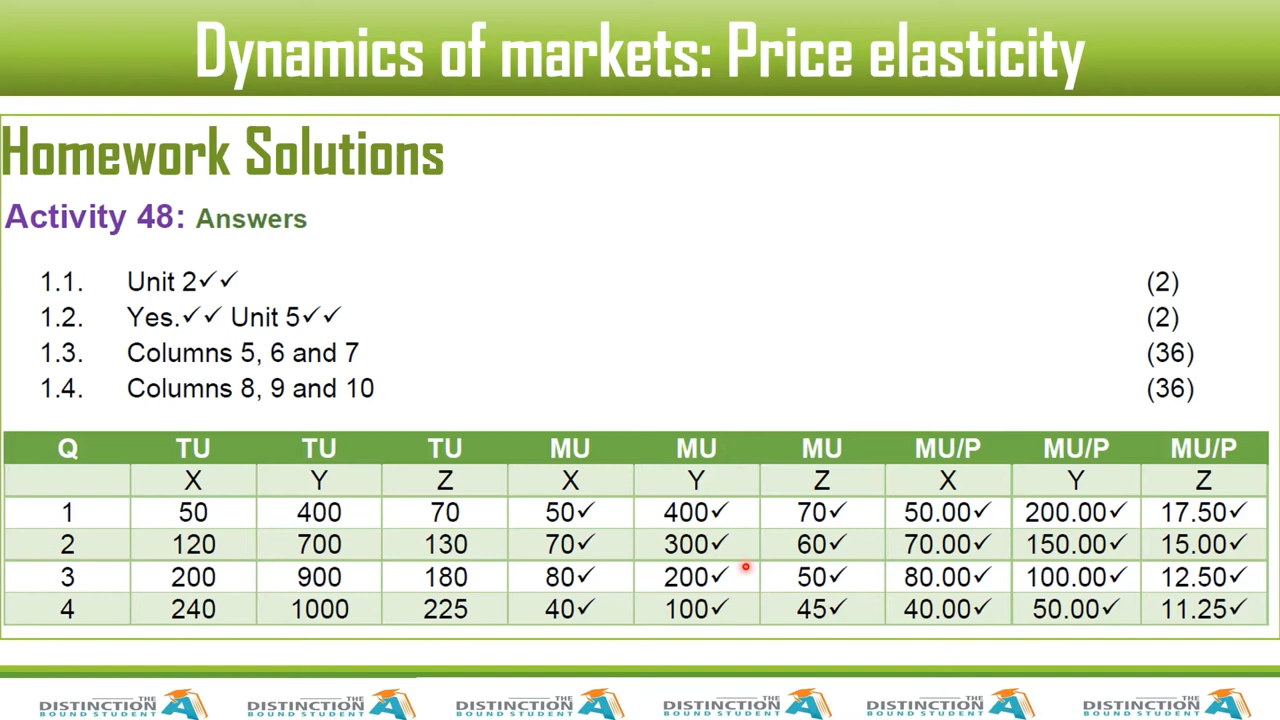 Dynamics of markets: Price elasticity
Homework Solutions
Activity 48: Answers
1.1. Unit 2✓✓ (2)
1.2. Yes.✓✓ Unit 5✓✓ (2)
1.3. Columns 5, 6 and 7 (36)
1.4. Columns 8, 9 and 10 (36)
Q TU TU TU MU MU MU MU/P MU/P MU/P
X Y Z X Y Z X Y Z
1 50 400 70 50✓ 400✓ 70✓ 50.00✓ 200.00✓ 17.50✓
2 120 700 130 70✓ 300✓ 60✓ 70.00✓ 150.00✓ 15.00✓
3 200 900 180 80✓ 200✓ 50✓ 80.00✓ 100.00✓ 12.50✓
4 240 1000 225 40✓ 100✓ 45✓ 40.00✓ 50.00✓ 11.25✓
THE DISTINCTION BOUND STUDENT A THE DISTINCTION BOUND STUDENT A THE DISTINCTION BOUND STUDENT A THE DISTINCTION BOUND STUDENT A THE DISTINCTION BOUND STUDENT A THE DISTINCTION BOUND STUDENT A